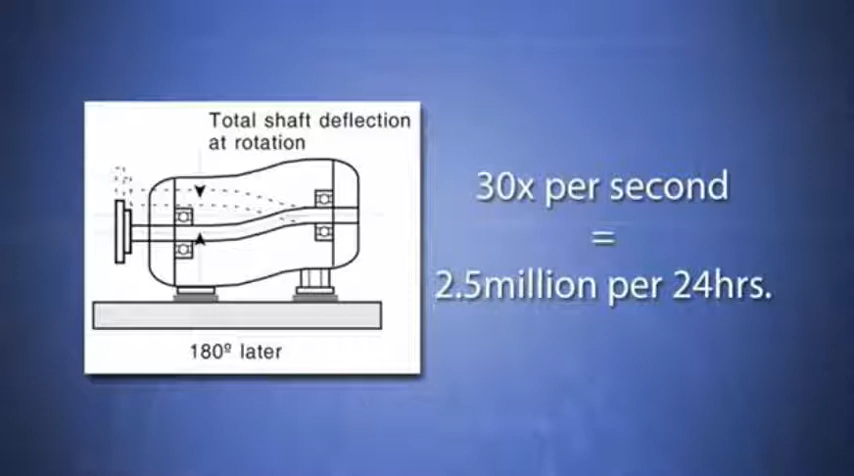 Total shaft deflection
at rotation
180º later
30x per second
=
2.5million per 24hrs.